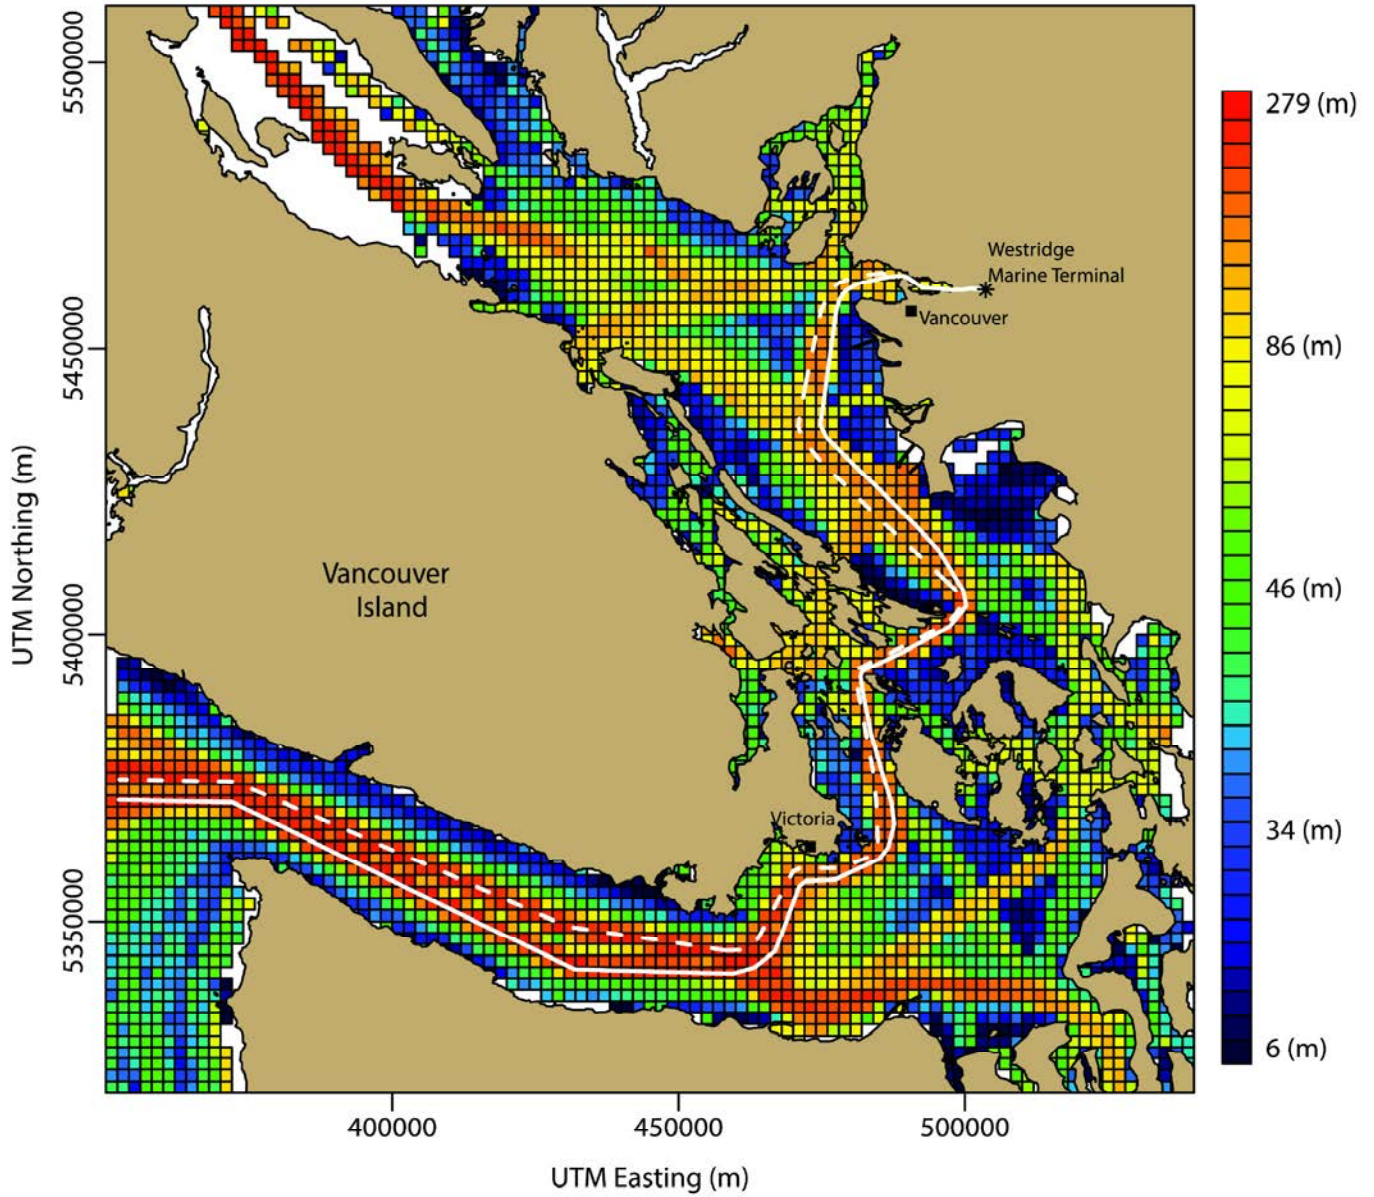 5500000
5450000
5400000
5350000
UTM Northing (m)
Westridge
Marine Terminal
Vancouver
Vancouver
Island
Victoria
400000
450000
500000
UTM Easting (m)
279 (m)
86 (m)
46 (m)
34 (m)
6 (m)